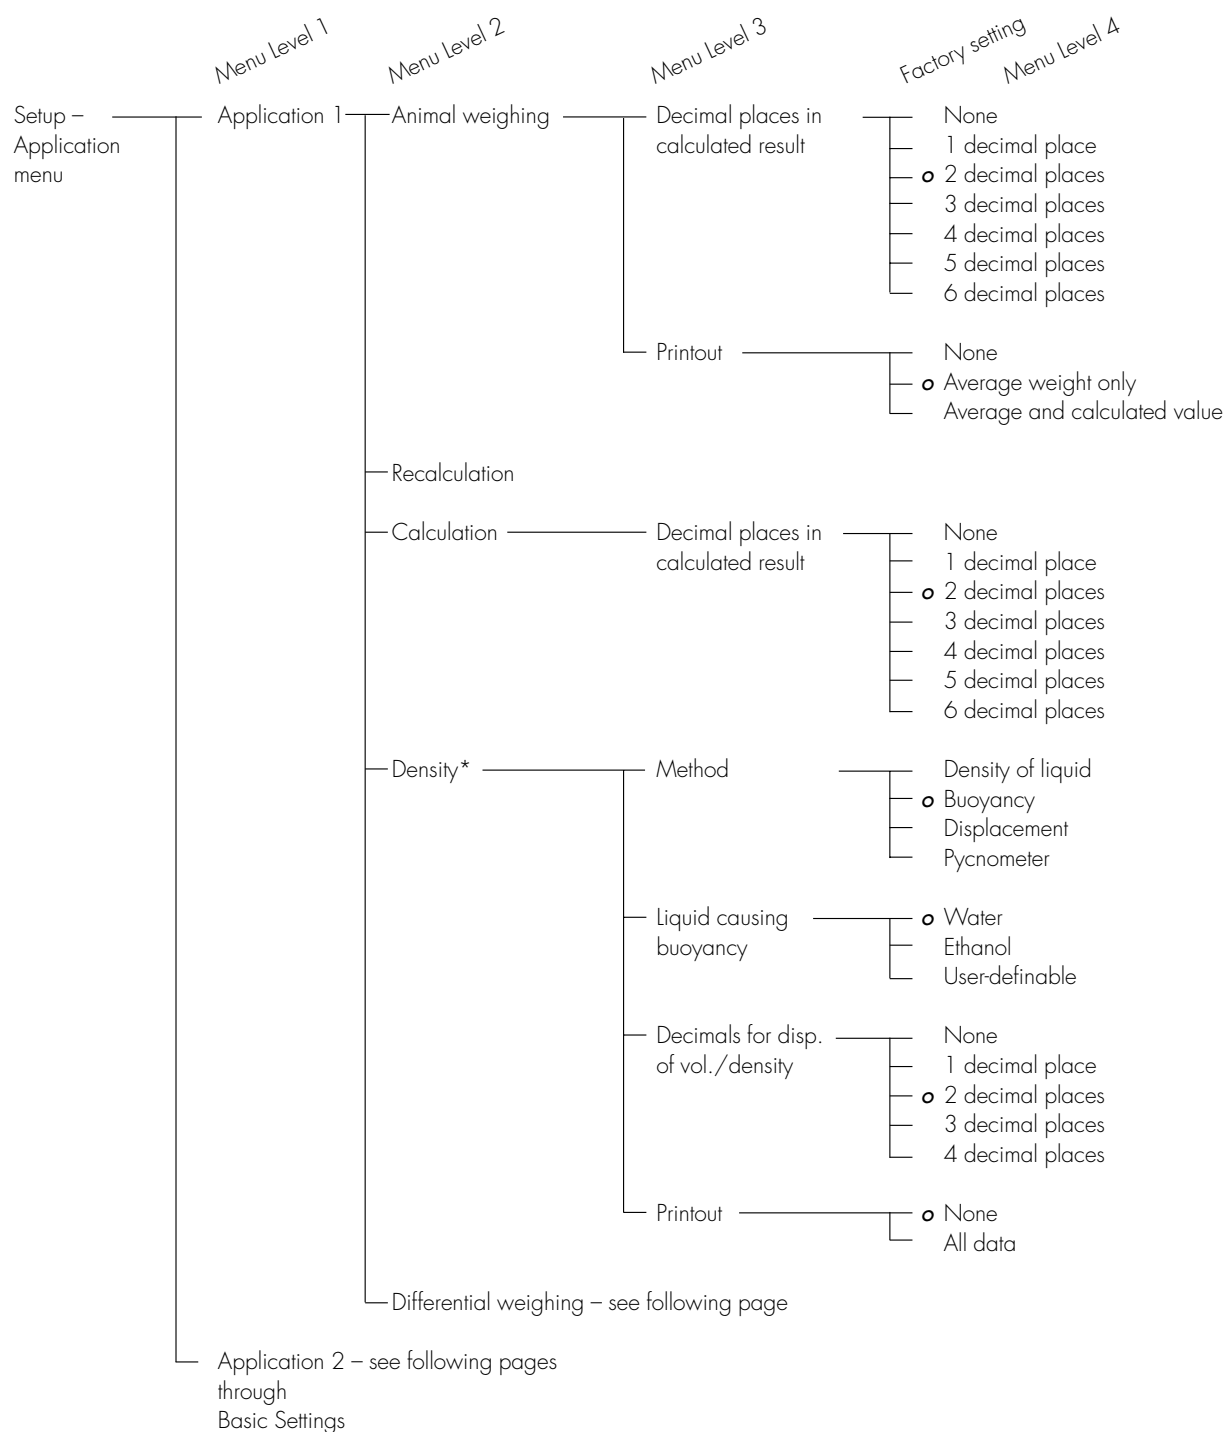 Menu Level 1 Menu Level 2 Menu Level 3 Factory setting Menu Level 4
Setup – Application 1 Animal weighing Decimal places in None
Application calculated result 1 decimal place
menu o 2 decimal places
3 decimal places
4 decimal places
5 decimal places
6 decimal places
Printout None
o Average weight only
Average and calculated value
Recalculation
Calculation Decimal places in None
calculated result 1 decimal place
o 2 decimal places
3 decimal places
4 decimal places
5 decimal places
6 decimal places
Density* Method Density of liquid
o Buoyancy
Displacement
Pycnometer
Liquid causing o Water
buoyancy Ethanol
User-definable
Decimals for disp. None
of vol./density 1 decimal place
o 2 decimal places
3 decimal places
4 decimal places
Printout o None
All data
Differential weighing – see following page
Application 2 – see following pages
through
Basic Settings